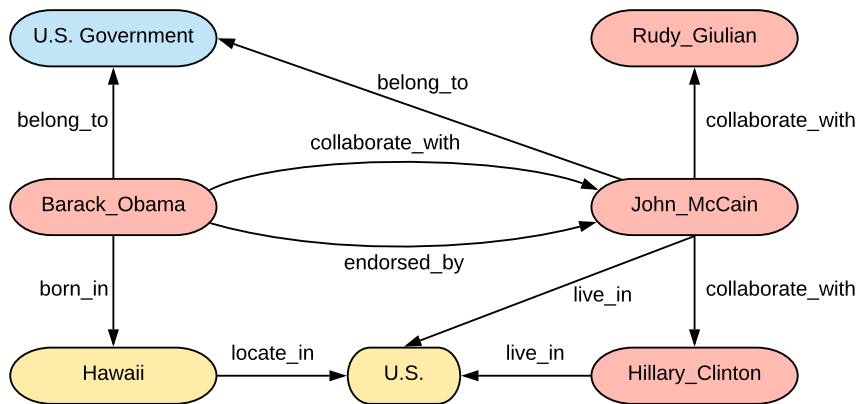 U.S. Government
Rudy_Giulian
belong_to
belong_to
collaborate_with
collaborate_with
Barack_Obama
John_McCain
endorsed_by
born_in
live_in
collaborate_with
locate_in
live_in
Hawaii
U.S.
Hillary_Clinton